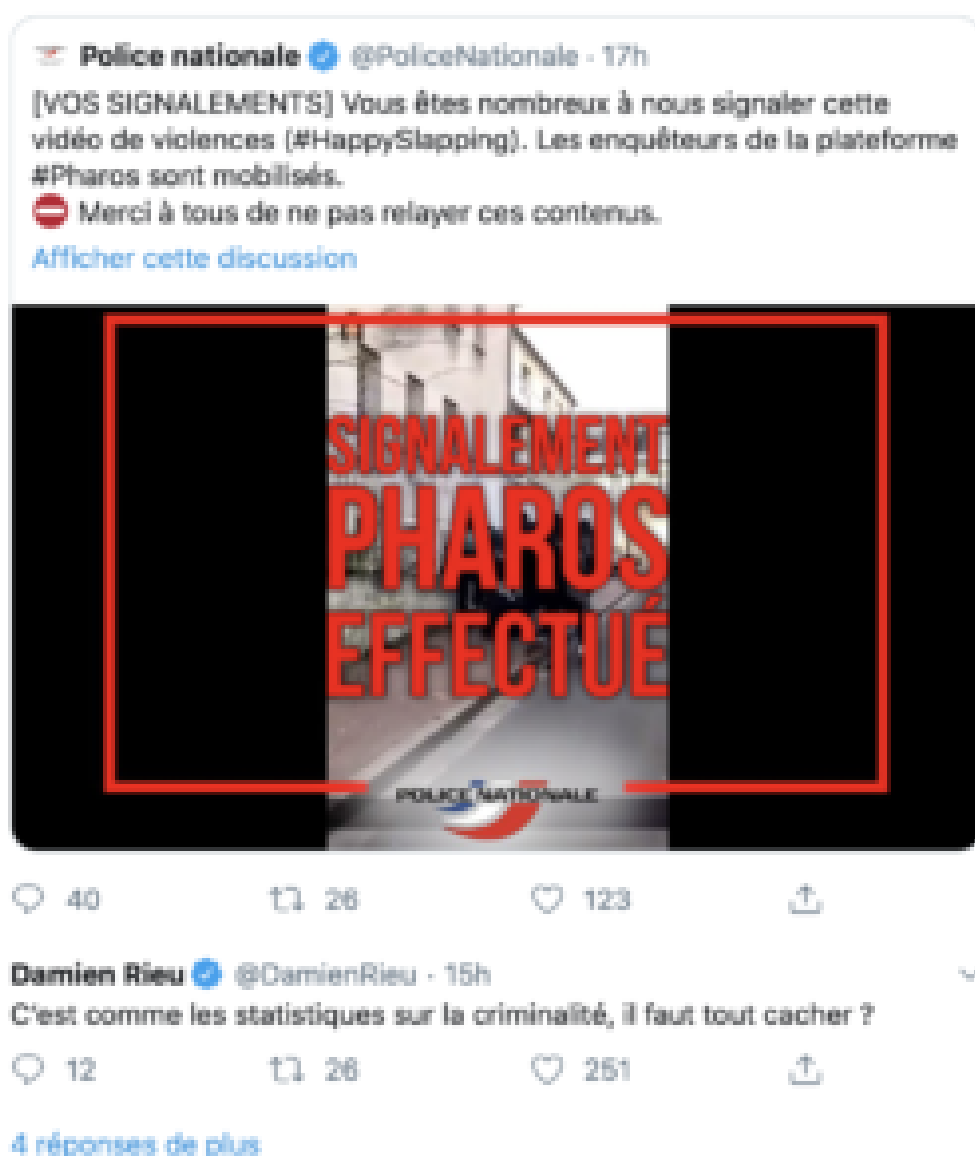 Police nationale @PoliceNationale · 17h
[VOS SIGNALEMENTS] Vous êtes nombreux à nous signaler cette
vidéo de violences (#HappySlapping). Les enquêteurs de la plateforme
#Pharos sont mobilisés.
⛔ Merci à tous de ne pas relayer ces contenus.
Afficher cette discussion
SIGNALEMENT
PHAROS
EFFECTUÉ
POLICE NATIONALE
40 26 123
Damien Rieu @DamienRieu · 15h
C'est comme les statistiques sur la criminalité, il faut tout cacher ?
12 26 251
4 réponses de plus